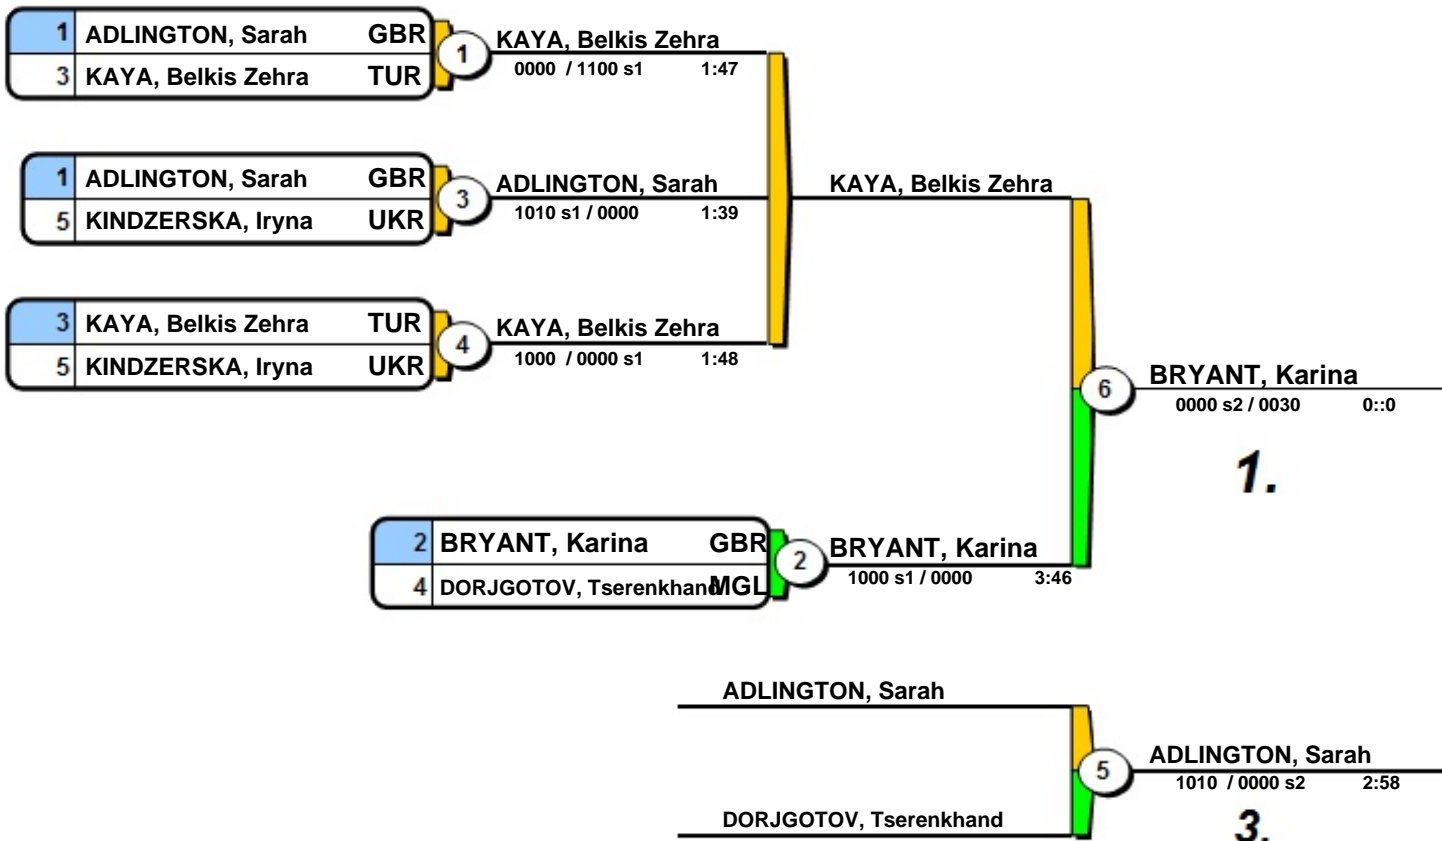 1 ADLINGTON, Sarah GBR
3 KAYA, Belkis Zehra TUR
1
KAYA, Belkis Zehra
0000 / 1100 s1 1:47
1 ADLINGTON, Sarah GBR
5 KINDZERSKA, Iryna UKR
3
ADLINGTON, Sarah
1010 s1 / 0000 1:39
KAYA, Belkis Zehra
3 KAYA, Belkis Zehra TUR
5 KINDZERSKA, Iryna UKR
4
KAYA, Belkis Zehra
1000 / 0000 s1 1:48
6
BRYANT, Karina
0000 s2 / 0030 0::0
1.
2 BRYANT, Karina GBR
4 DORJGOTOV, Tserenkhand MGL
2
BRYANT, Karina
1000 s1 / 0000 3:46
ADLINGTON, Sarah
5
ADLINGTON, Sarah
1010 / 0000 s2 2:58
DORJGOTOV, Tserenkhand
3.